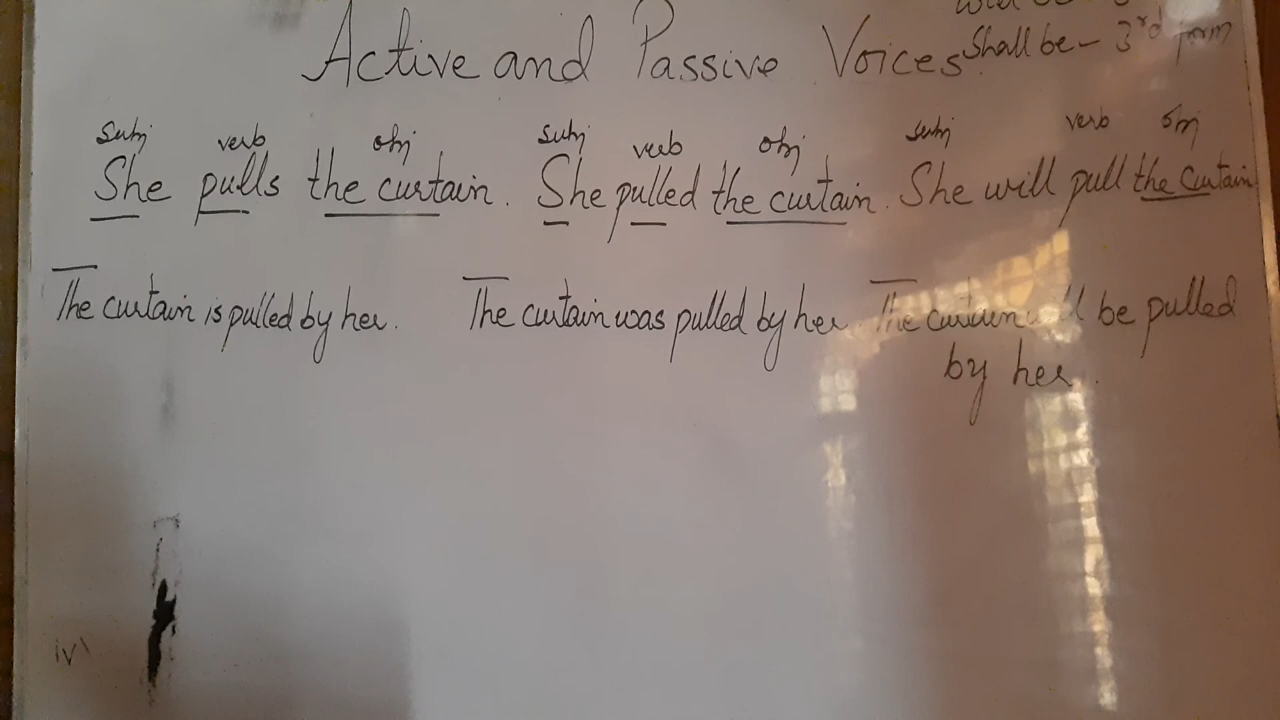 Active and Passive Voices
Shall be - 3rd form
subj verb obj subj verb obj subj verb obj
She pulls the curtain. She pulled the curtain. She will pull the curtain
The curtain is pulled by her. The curtain was pulled by her. The curtain will be pulled
by her.
iv\